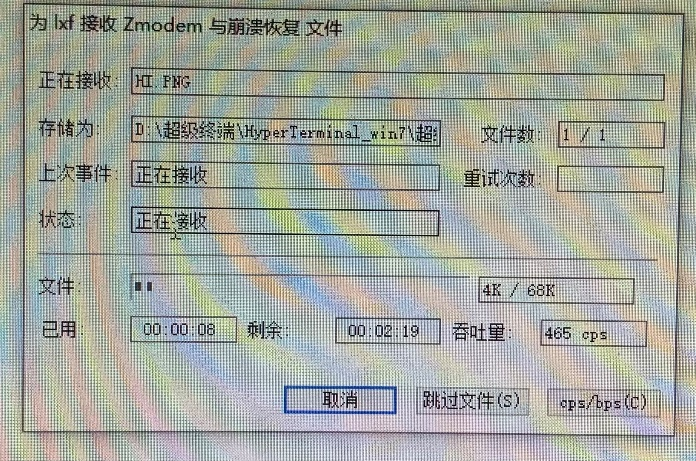 为 lxf 接收 Zmodem 与崩溃恢复 文件
正在接收: HI PNG
存储为: D:\超级终端\HyperTerminal_win7\超级 文件数: 1 / 1
上次事件: 正在接收 重试次数:
状态: 正在接收
文件: 4K / 68K
已用: 00:00:08 剩余: 00:02:19 吞吐量: 465 cps
取消 跳过文件(S) cps/bps(C)